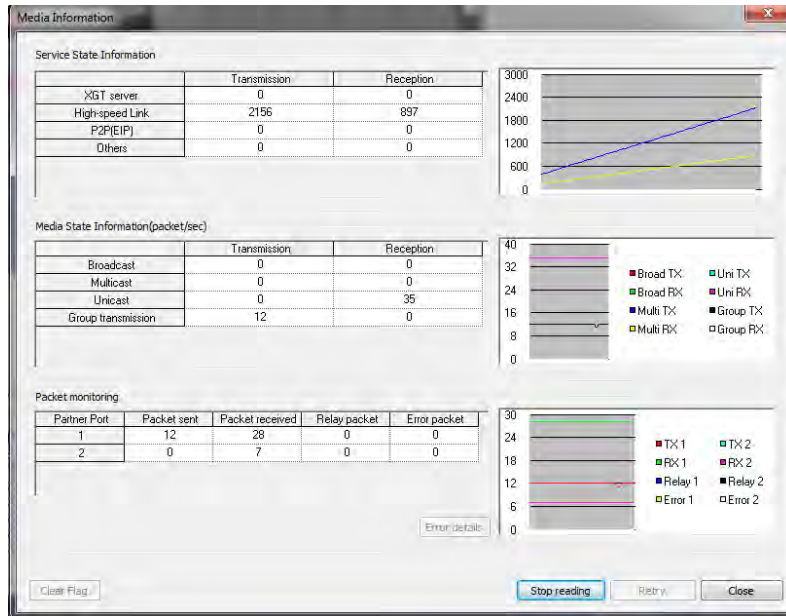 Media Information
Service State Information
Transmission Reception
XGT server 0 0
High-speed Link 2156 897
P2P(EIP) 0 0
Others 0 0
3000
2400
1800
1200
600
0
Media State Information(packet/sec)
Transmission Reception
Broadcast 0 0
Multicast 0 0
Unicast 0 35
Group transmission 12 0
40
32
24
16
8
0
Broad TX Uni TX
Broad RX Uni RX
Multi TX Group TX
Multi RX Group RX
Packet monitoring
Partner Port Packet sent Packet received Relay packet Error packet
1 12 28 0 0
2 0 7 0 0
30
24
18
12
6
0
TX 1 TX 2
RX 1 RX 2
Relay 1 Relay 2
Error 1 Error 2
Error details
Clear Flag Stop reading Retry Close